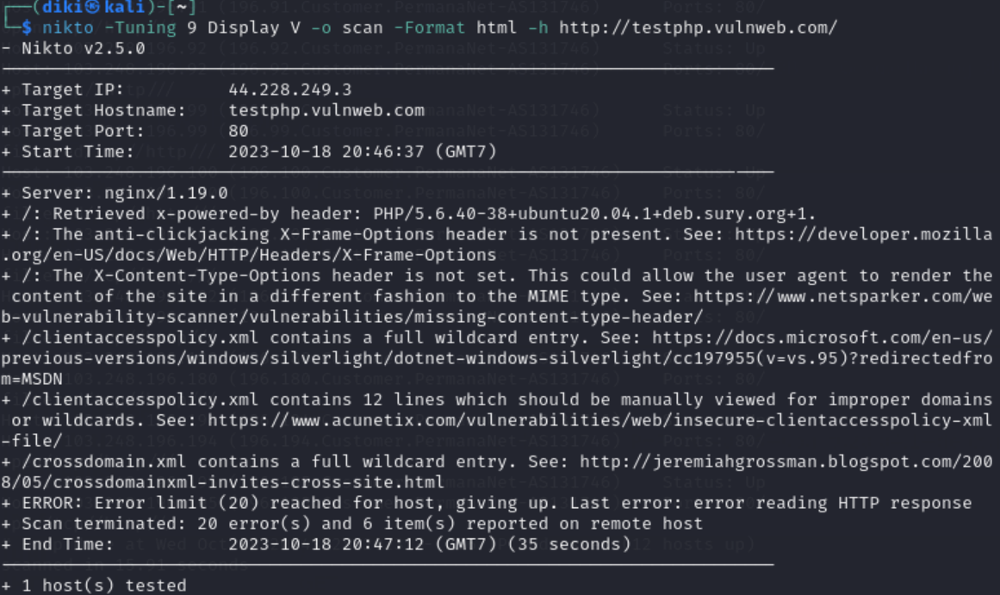 ┌──(diki㉿kali)-[~]
└─$ nikto -Tuning 9 Display V -o scan -Format html -h http://testphp.vulnweb.com/
- Nikto v2.5.0
+ Target IP:          44.228.249.3
+ Target Hostname:    testphp.vulnweb.com
+ Target Port:        80
+ Start Time:         2023-10-18 20:46:37 (GMT7)
+ Server: nginx/1.19.0
+ /: Retrieved x-powered-by header: PHP/5.6.40-38+ubuntu20.04.1+deb.sury.org+1.
+ /: The anti-clickjacking X-Frame-Options header is not present. See: https://developer.mozilla
.org/en-US/docs/Web/HTTP/Headers/X-Frame-Options
+ /: The X-Content-Type-Options header is not set. This could allow the user agent to render the
 content of the site in a different fashion to the MIME type. See: https://www.netsparker.com/we
b-vulnerability-scanner/vulnerabilities/missing-content-type-header/
+ /clientaccesspolicy.xml contains a full wildcard entry. See: https://docs.microsoft.com/en-us/
previous-versions/windows/silverlight/dotnet-windows-silverlight/cc197955(v=vs.95)?redirectedfro
m=MSDN
+ /clientaccesspolicy.xml contains 12 lines which should be manually viewed for improper domains
 or wildcards. See: https://www.acunetix.com/vulnerabilities/web/insecure-clientaccesspolicy-xml
-file/
+ /crossdomain.xml contains a full wildcard entry. See: http://jeremiahgrossman.blogspot.com/200
8/05/crossdomainxml-invites-cross-site.html
+ ERROR: Error limit (20) reached for host, giving up. Last error: error reading HTTP response
+ Scan terminated: 20 error(s) and 6 item(s) reported on remote host
+ End Time:           2023-10-18 20:47:12 (GMT7) (35 seconds)
+ 1 host(s) tested